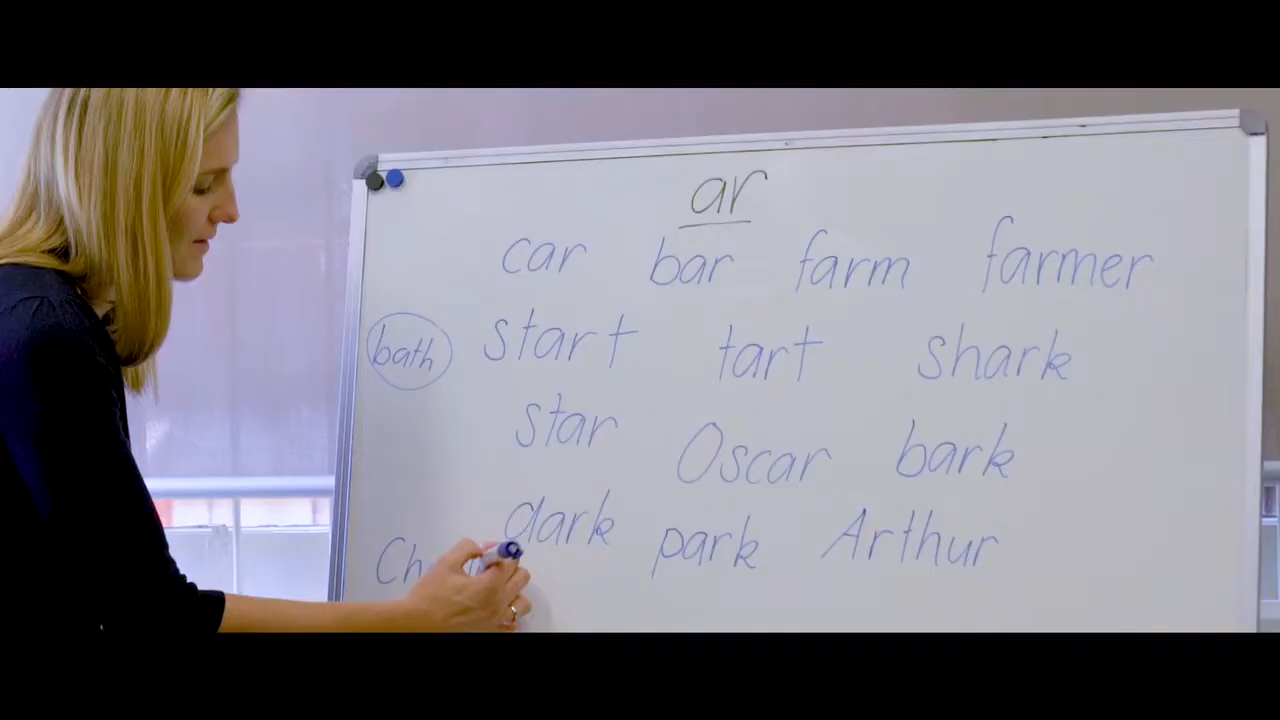 ar
car bar farm farmer
bath start tart shark
star Oscar bark
dark park Arthur